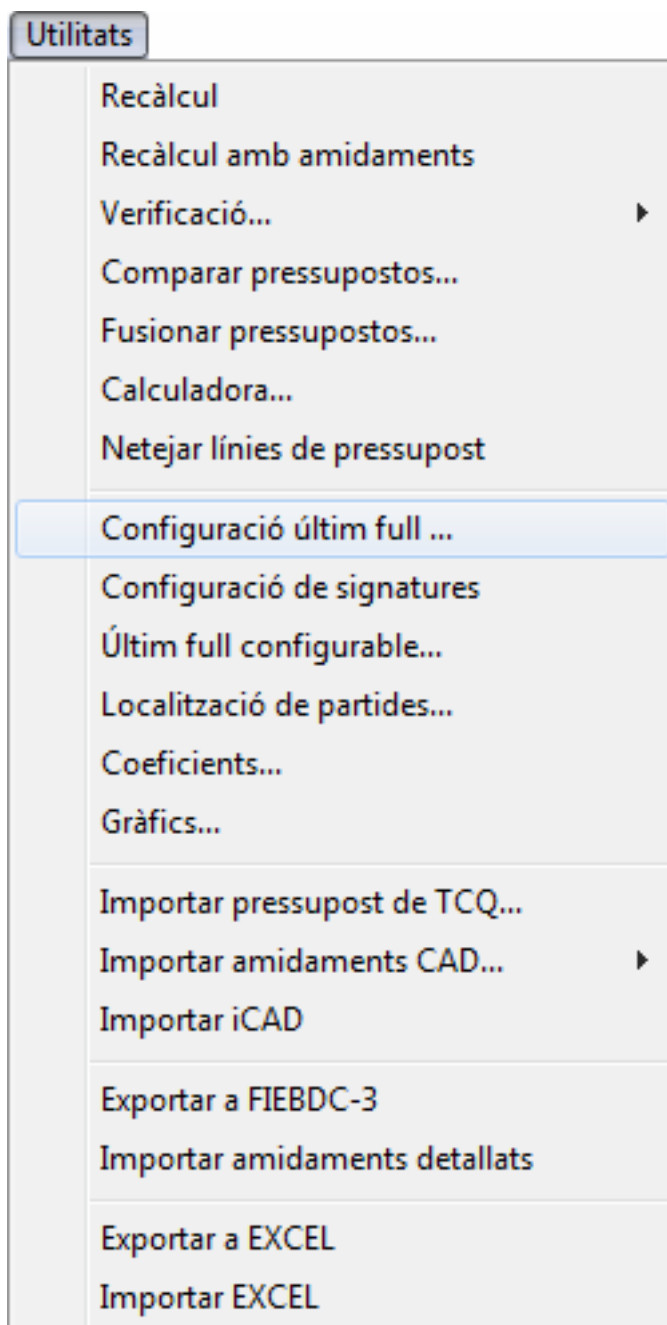 Utilitats
Recàlcul
Recàlcul amb amidaments
Verificació...
Comparar pressupostos...
Fusionar pressupostos...
Calculadora...
Netejar línies de pressupost
Configuració últim full ...
Configuració de signatures
Últim full configurable...
Localització de partides...
Coeficients...
Gràfics...
Importar pressupost de TCQ...
Importar amidaments CAD...
Importar iCAD
Exportar a FIEBDC-3
Importar amidaments detallats
Exportar a EXCEL
Importar EXCEL